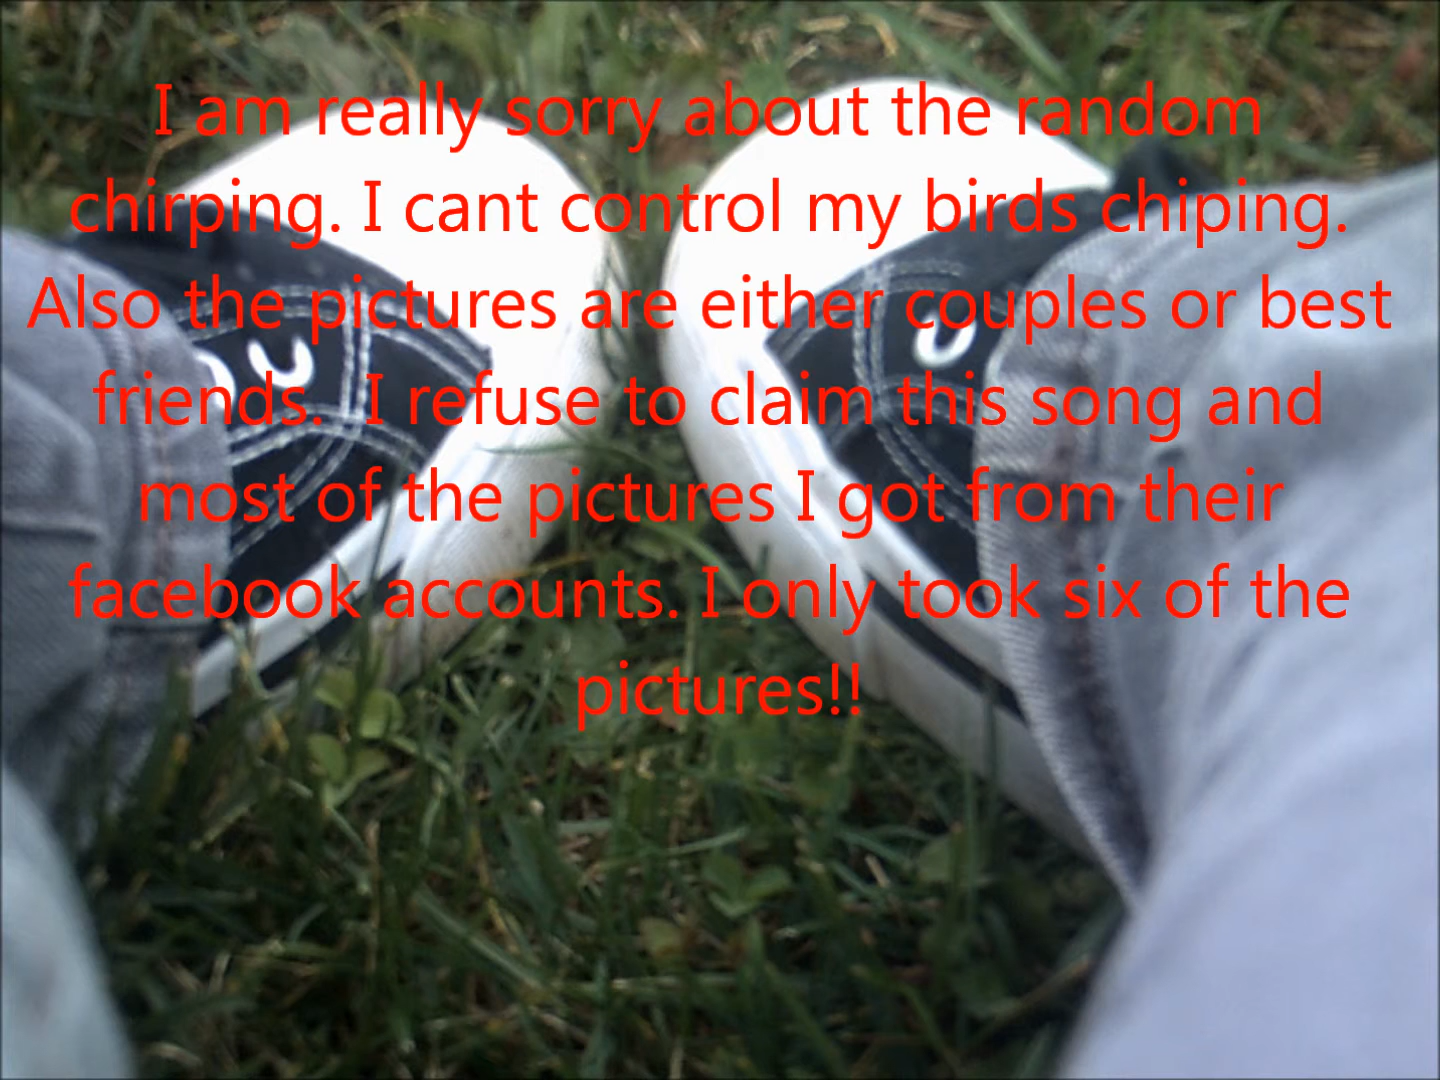 I am really sorry about the random
chirping. I cant control my birds chiping.
Also the pictures are either couples or best
friends.  I refuse to claim this song and
most of the pictures I got from their
facebook accounts. I only took six of the
pictures!!